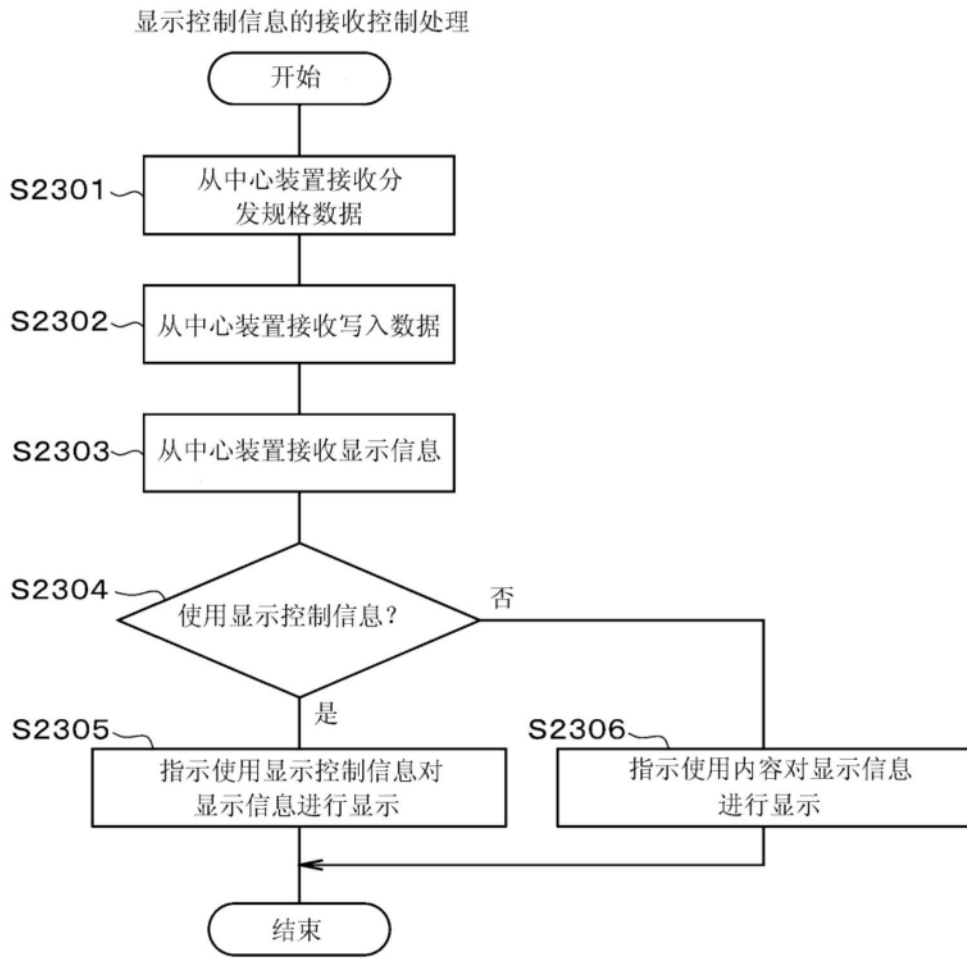 显示控制信息的接收控制处理
开始
S2301
从中心装置接收分
发规格数据
S2302
从中心装置接收写入数据
S2303
从中心装置接收显示信息
S2304
使用显示控制信息?
否
是
S2305
指示使用显示控制信息对
显示信息进行显示
S2306
指示使用内容对显示信息
进行显示
结束